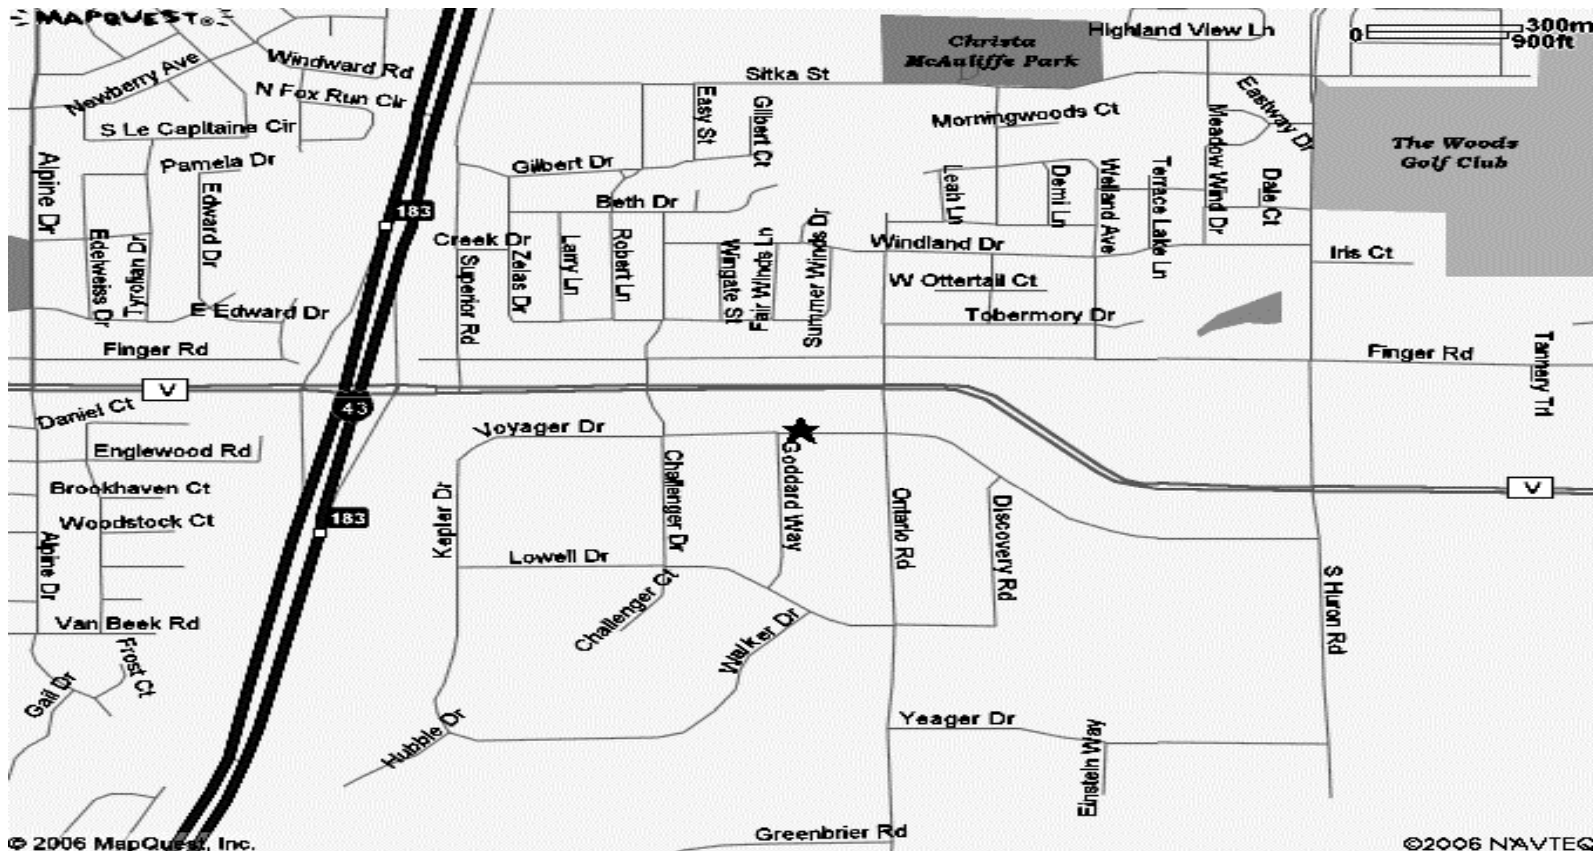 MAPQUEST®
Highland View Ln
300m
0
900ft
Christa
McAuliffe Park
Windward Rd
Newberry Ave
Sitka St
N Fox Run Cir
Easy St
Gilbert Ct
Eastway Dr
Morningwoods Ct
Meadow Wind Dr
S Le Capitaine Cir
The Woods
Golf Club
Alpine Dr
Pamela Dr
Gilbert Dr
Edward Dr
Leah Ln
Demi Ln
Welland Ave
Terrace Lake Ln
Dale Ct
Beth Dr
183
Creek Dr
Windland Dr
Iris Ct
Edelweiss Dr
Superior Rd
Zelas Dr
Larry Ln
Robert Ln
Wingate St
Fair Winds Ln
Summer Winds Dr
W Ottertail Ct
E Edward Dr
Tobermory Dr
Finger Rd
Finger Rd
Tannery Trl
V
43
Daniel Ct
Voyager Dr
Englewood Rd
Challenger Dr
Goddard Way
Brookhaven Ct
V
Kepler Dr
Ontario Rd
Discovery Rd
Woodstock Ct
183
Alpine Dr
Lowell Dr
S Huron Rd
Challenger Ct
Van Beek Rd
Walker Dr
Frost Ct
Gail Dr
Hubble Dr
Yeager Dr
Einstein Way
Greenbrier Rd
© 2006 MapQuest, Inc.
©2006 NAVTEQ